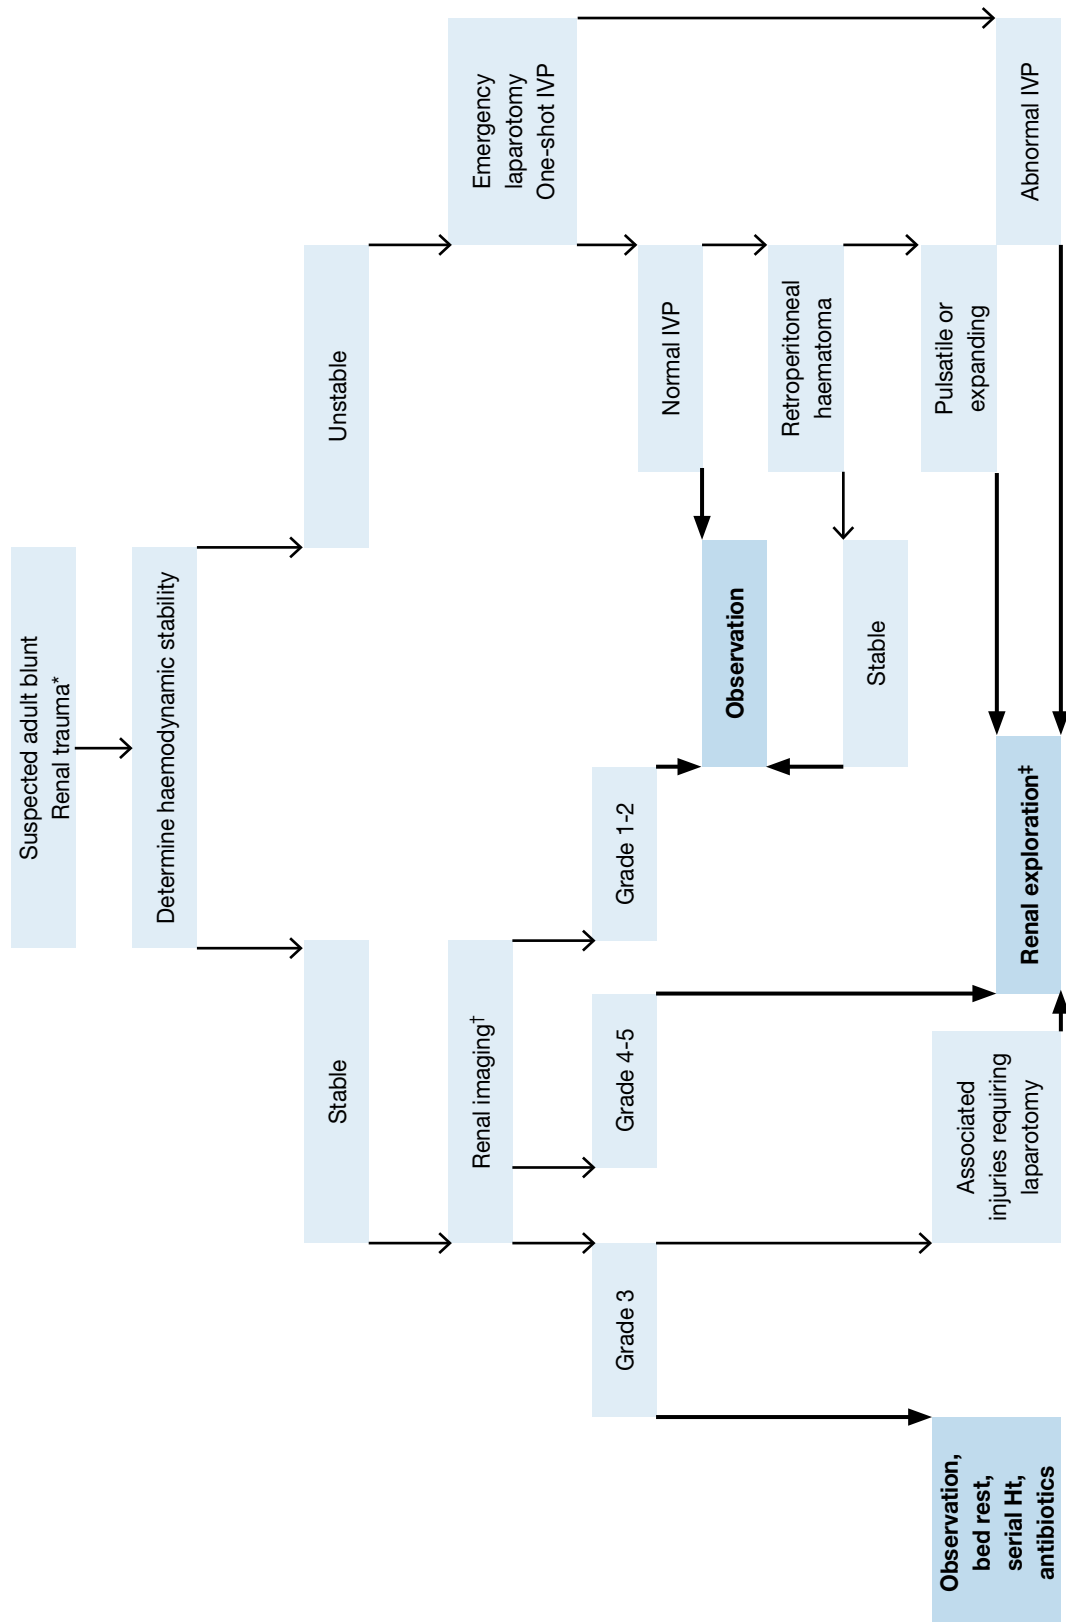 Suspected adult blunt
Renal trauma*
Determine haemodynamic stability
Stable
Unstable
Renal imaging†
Emergency
laparotomy
One-shot IVP
Grade 3
Grade 4-5
Grade 1-2
Normal IVP
Observation
Retroperitoneal
haematoma
Stable
Pulsatile or
expanding
Observation,
bed rest,
serial Ht,
antibiotics
Associated
injuries requiring
laparotomy
Renal exploration‡
Abnormal IVP